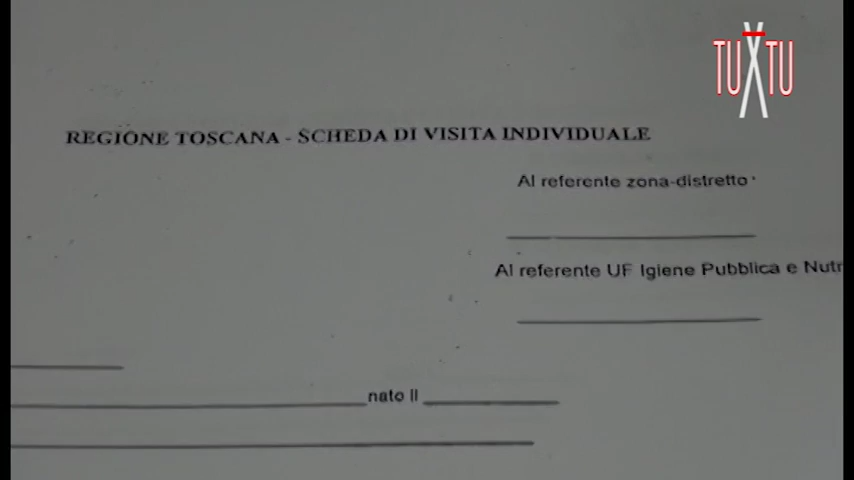 TU X TU
REGIONE TOSCANA - SCHEDA DI VISITA INDIVIDUALE
Al referente zona-distretto
Al referente UF Igiene Pubblica e Nutr
nato il